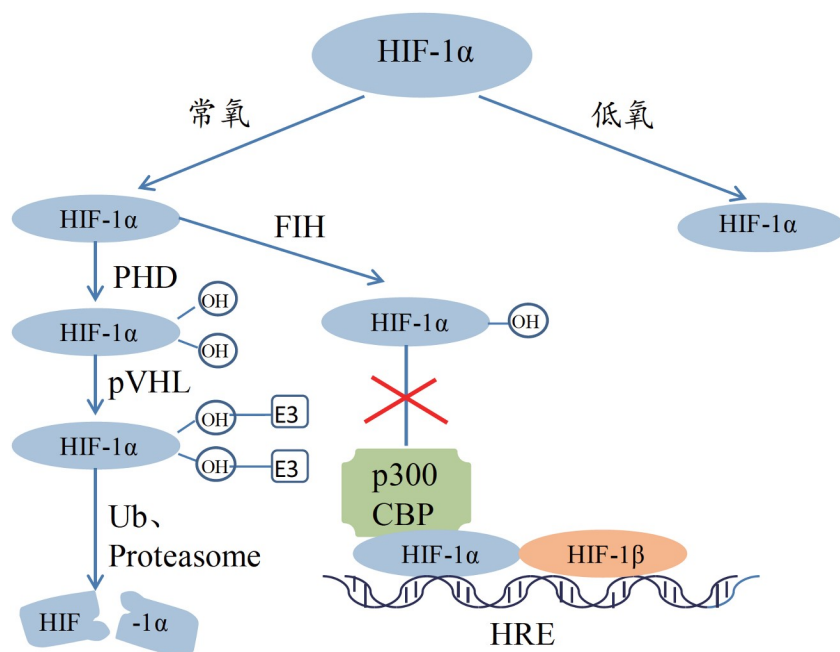 HIF-1α
常氧
低氧
HIF-1α
FIH
HIF-1α
PHD
OH
HIF-1α
OH
HIF-1α
OH
pVHL
OH
E3
HIF-1α
OH
E3
p300
CBP
Ub、
Proteasome
HIF-1α
HIF-1β
HIF
-1α
HRE